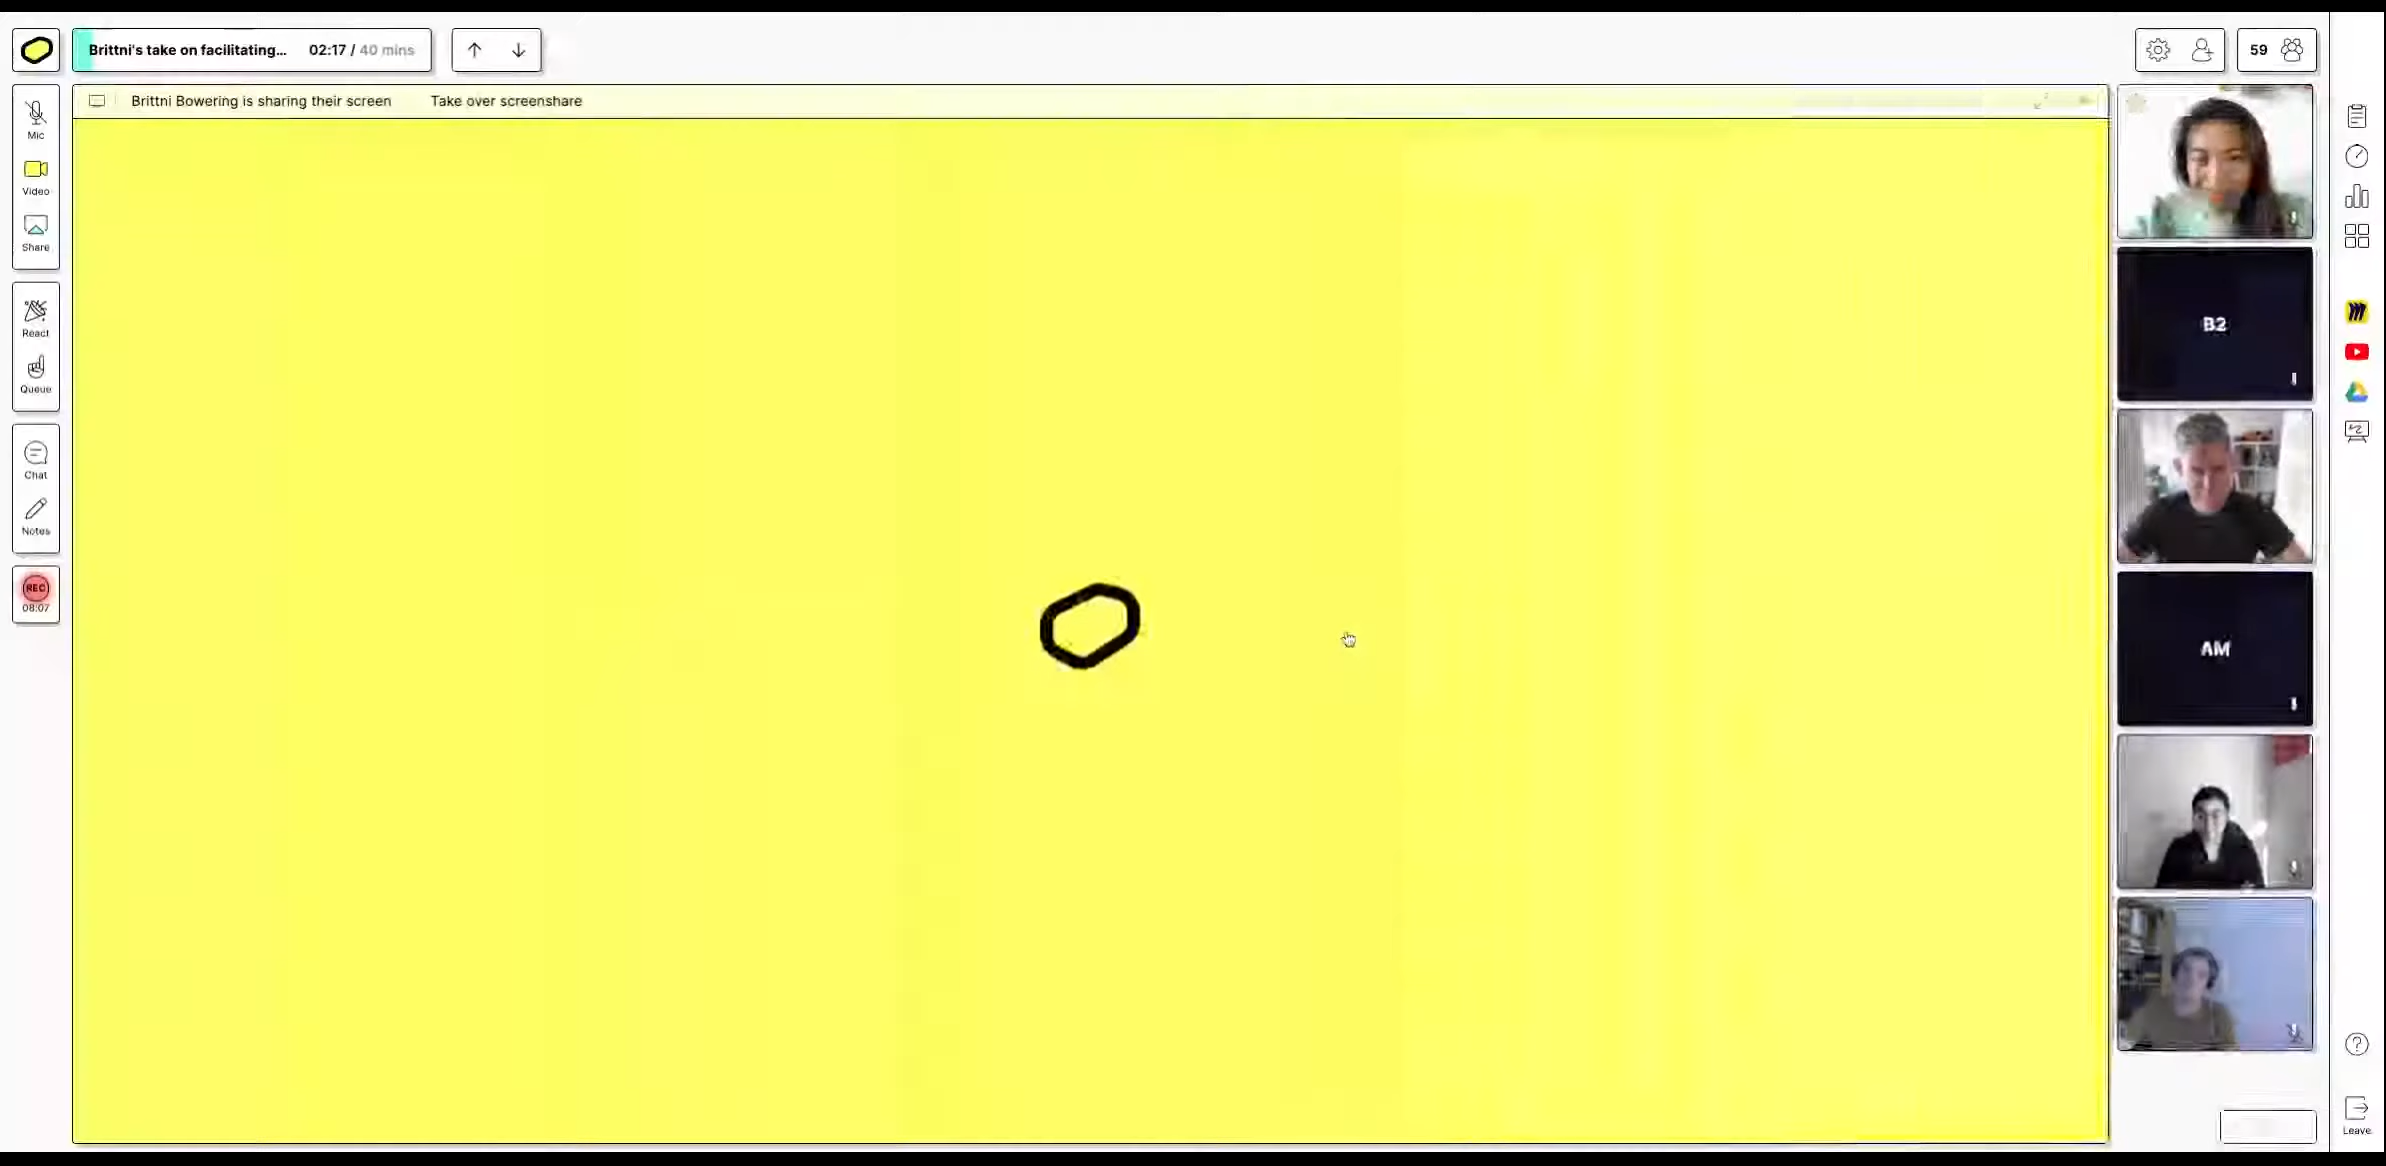 Brittni's take on facilitating... 02:17 / 40 mins
59
Brittni Bowering is sharing their screen Take over screenshare
Mic
Video
Share
React
Queue
Chat
Notes
REC
08:07
B2
AM
Leave